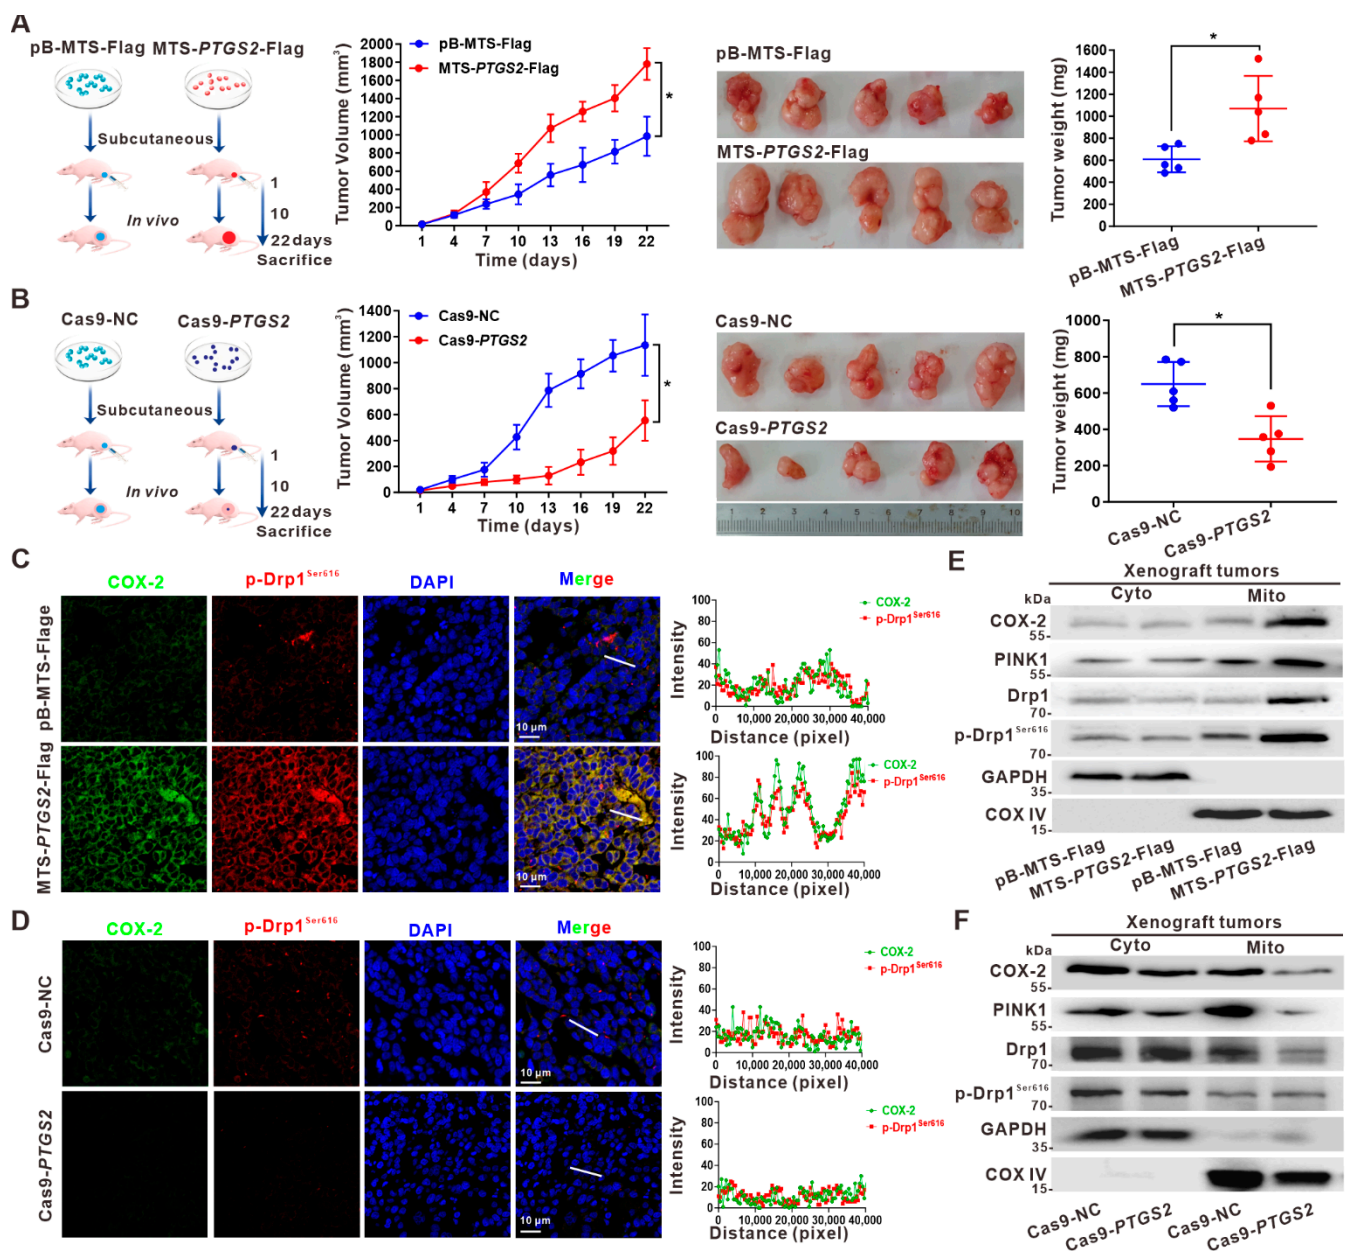 A
pB-MTS-Flag MTS-PTGS2-Flag
Subcutaneous
1
In vivo
10
22days
Sacrifice
Tumor Volume (mm³)
2000
1800
1600
1400
1200
1000
800
600
400
200
0
pB-MTS-Flag
MTS-PTGS2-Flag
*
1 4 7 10 13 16 19 22
Time (days)
pB-MTS-Flag
MTS-PTGS2-Flag
Tumor weight (mg)
1600
1400
1200
1000
800
600
400
200
0
*
pB-MTS-Flag
MTS-PTGS2-Flag
B
Cas9-NC Cas9-PTGS2
Subcutaneous
1
In vivo
10
22days
Sacrifice
Tumor Volume (mm³)
1400
1200
1000
800
600
400
200
0
Cas9-NC
Cas9-PTGS2
*
1 4 7 10 13 16 19 22
Time (days)
Cas9-NC
Cas9-PTGS2
1 2 3 4 5 6 7 8 9 10
Tumor weight (mg)
1000
800
600
400
200
0
*
Cas9-NC
Cas9-PTGS2
C
COX-2 p-Drp1Ser616 DAPI Merge
pB-MTS-Flage
10 μm
MTS-PTGS2-Flag
10 μm
Intensity
100
80
60
40
20
0
COX-2
p-Drp1Ser616
0 10,000 20,000 30,000 40,000
Distance (pixel)
Intensity
100
80
60
40
20
0
COX-2
p-Drp1Ser616
0 10,000 20,000 30,000 40,000
Distance (pixel)
D
COX-2 p-Drp1Ser616 DAPI Merge
Cas9-NC
10 μm
Cas9-PTGS2
10 μm
Intensity
100
80
60
40
20
0
COX-2
p-Drp1Ser616
0 10,000 20,000 30,000 40,000
Distance (pixel)
Intensity
100
80
60
40
20
0
COX-2
p-Drp1Ser616
0 10,000 20,000 30,000 40,000
Distance (pixel)
E
Xenograft tumors
kDa Cyto Mito
COX-2
55
PINK1
55
Drp1
70
p-Drp1Ser616
70
GAPDH
35
COX IV
15
pB-MTS-Flag
MTS-PTGS2-Flag
pB-MTS-Flag
MTS-PTGS2-Flag
F
Xenograft tumors
kDa Cyto Mito
COX-2
55
PINK1
55
Drp1
70
p-Drp1Ser616
70
GAPDH
35
COX IV
15
Cas9-NC
Cas9-PTGS2
Cas9-NC
Cas9-PTGS2